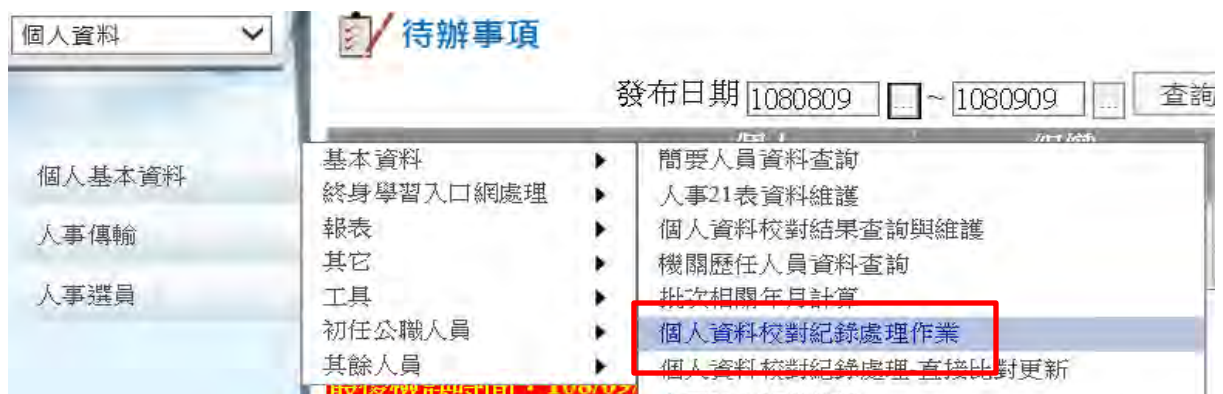 個人資料
待辦事項
發布日期 1080809 ... ~ 1080909 ... 查詢
個人基本資料
人事傳輸
人事選員
基本資料
終身學習入口網處理
報表
其它
工具
初任公職人員
其餘人員
簡要人員資料查詢
人事21表資料維護
個人資料校對結果查詢與維護
機關歷任人員資料查詢
批次相關年月計算
個人資料校對紀錄處理作業
個人資料校對紀錄處理-直接比對更新